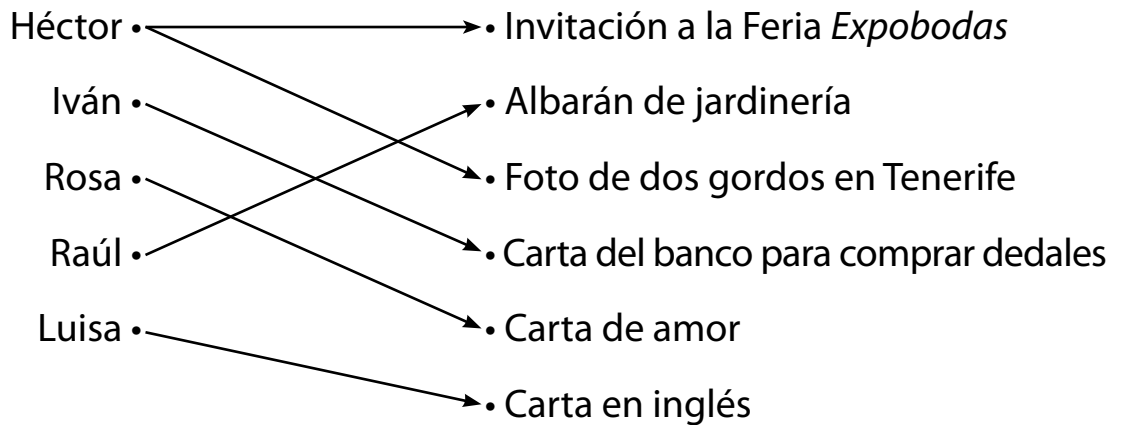 Héctor • • Invitación a la Feria Expobodas
Iván • • Albarán de jardinería
Rosa • • Foto de dos gordos en Tenerife
Raúl • • Carta del banco para comprar dedales
Luisa • • Carta de amor
• Carta en inglés